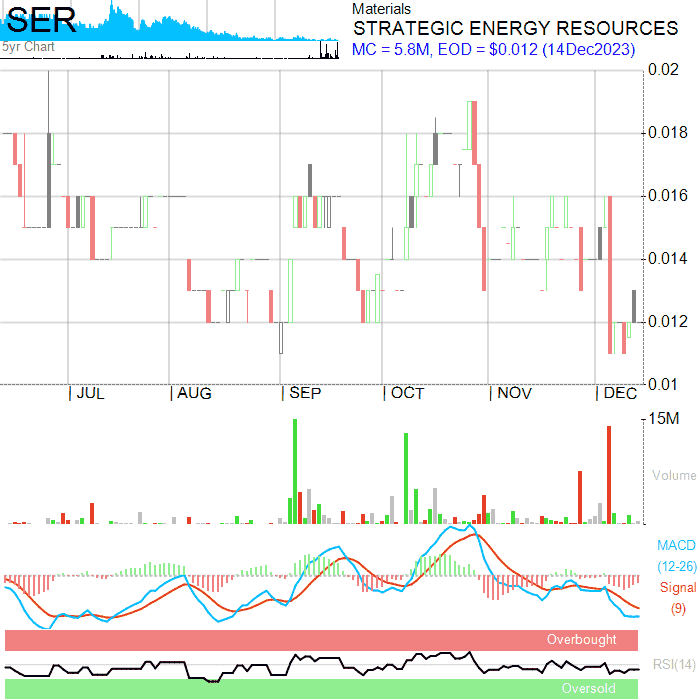 SER
5yr Chart
Materials
STRATEGIC ENERGY RESOURCES
MC = 5.8M, EOD = $0.012 (14Dec2023)
0.02
0.018
0.016
0.014
0.012
0.01
JUL AUG SEP OCT NOV DEC
15M
Volume
MACD
(12-26)
Signal
(9)
Overbought
RSI(14)
Oversold